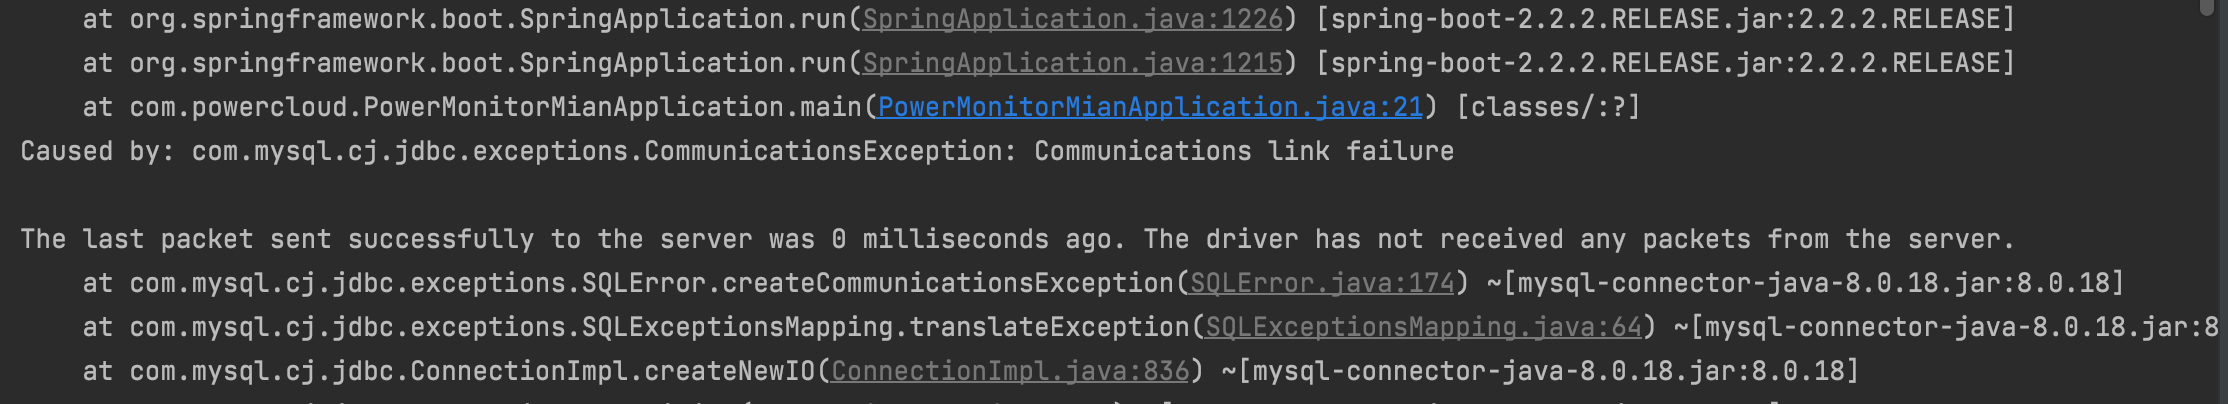 at org.springframework.boot.SpringApplication.run(SpringApplication.java:1226) [spring-boot-2.2.2.RELEASE.jar:2.2.2.RELEASE]
at org.springframework.boot.SpringApplication.run(SpringApplication.java:1215) [spring-boot-2.2.2.RELEASE.jar:2.2.2.RELEASE]
at com.powercloud.PowerMonitorMianApplication.main(PowerMonitorMianApplication.java:21) [classes/:?]
Caused by: com.mysql.cj.jdbc.exceptions.CommunicationsException: Communications link failure
The last packet sent successfully to the server was 0 milliseconds ago. The driver has not received any packets from the server.
at com.mysql.cj.jdbc.exceptions.SQLError.createCommunicationsException(SQLError.java:174) ~[mysql-connector-java-8.0.18.jar:8.0.18]
at com.mysql.cj.jdbc.exceptions.SQLExceptionsMapping.translateException(SQLExceptionsMapping.java:64) ~[mysql-connector-java-8.0.18.jar:8
at com.mysql.cj.jdbc.ConnectionImpl.createNewIO(ConnectionImpl.java:836) ~[mysql-connector-java-8.0.18.jar:8.0.18]